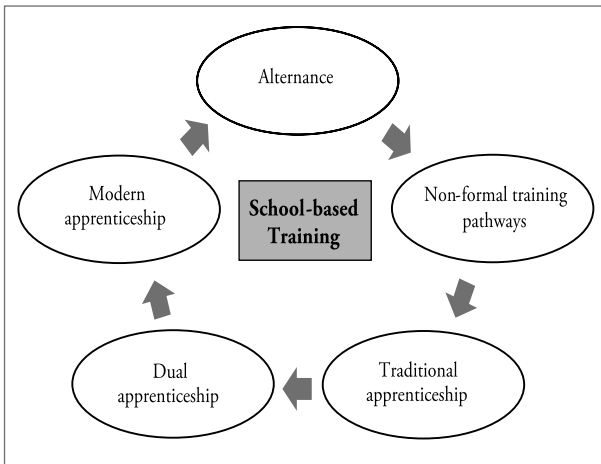 Alternance
Modern
apprenticeship
School-based
Training
Non-formal training
pathways
Dual
apprenticeship
Traditional
apprenticeship